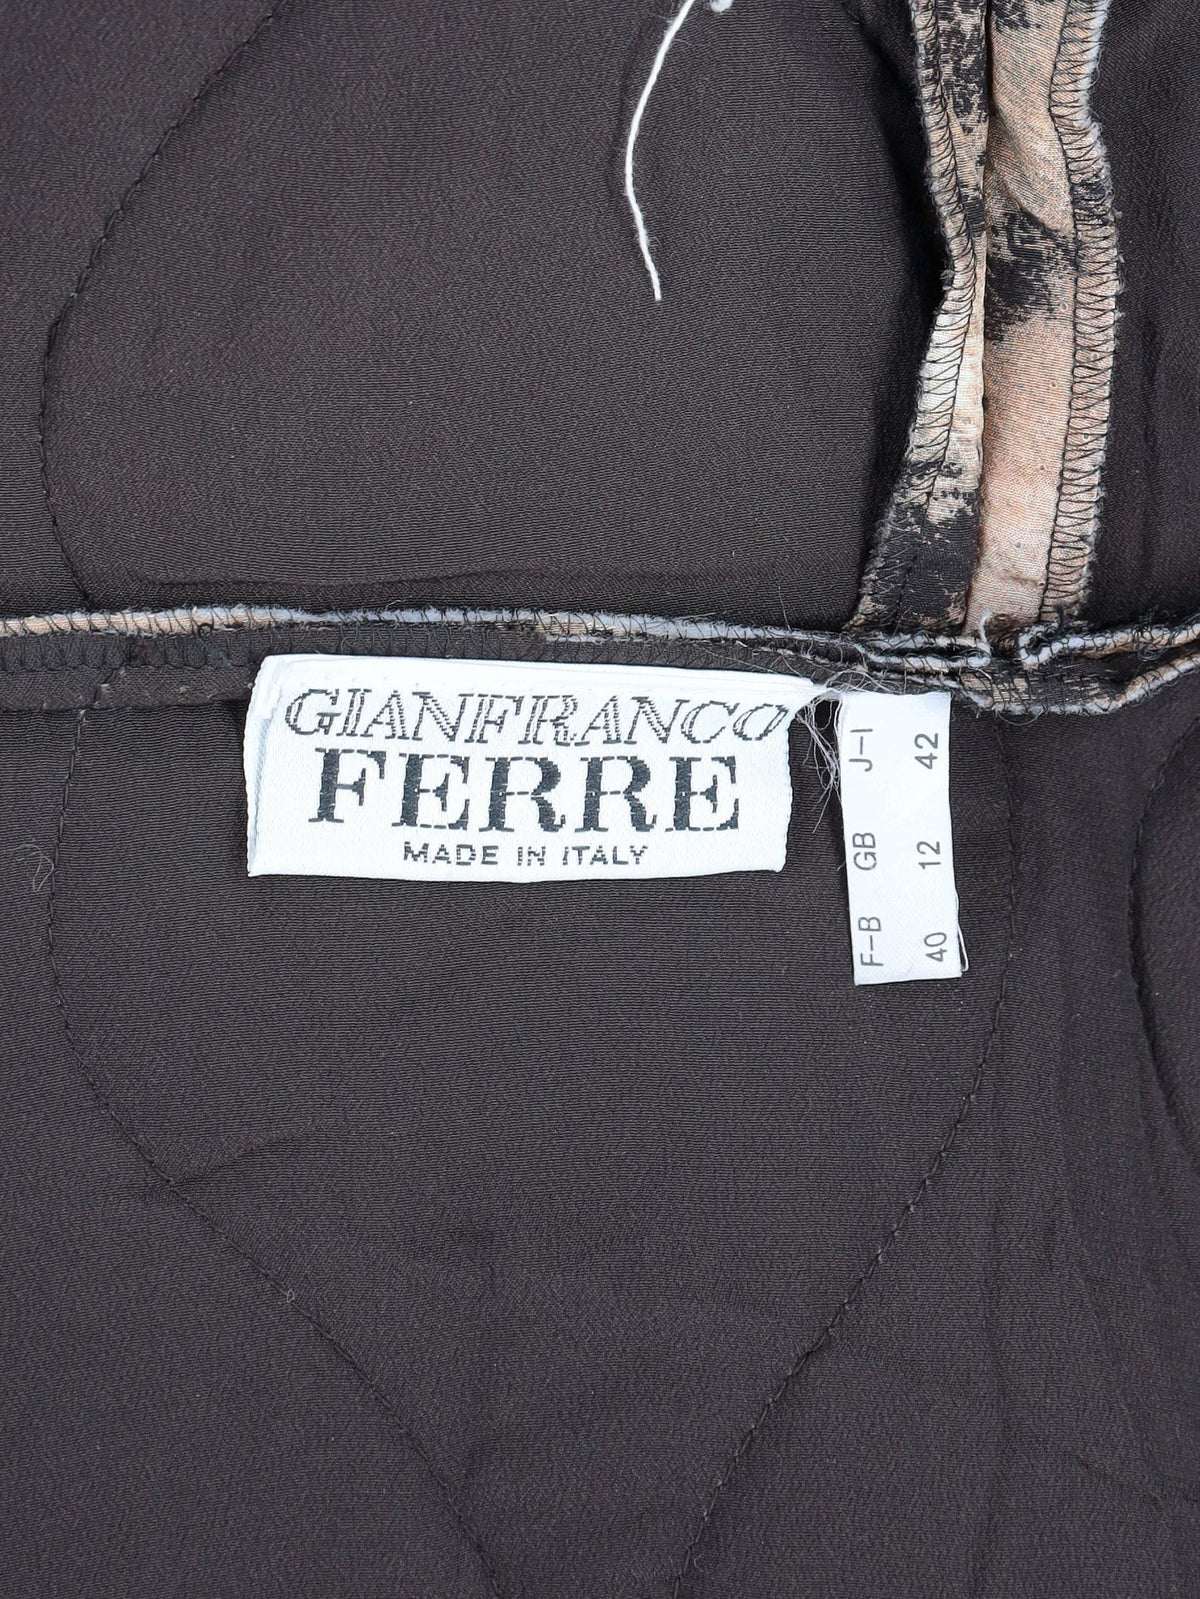 GIANFRANCO
FERRE
MADE IN ITALY
J-I 42
GB 12
F-B 40